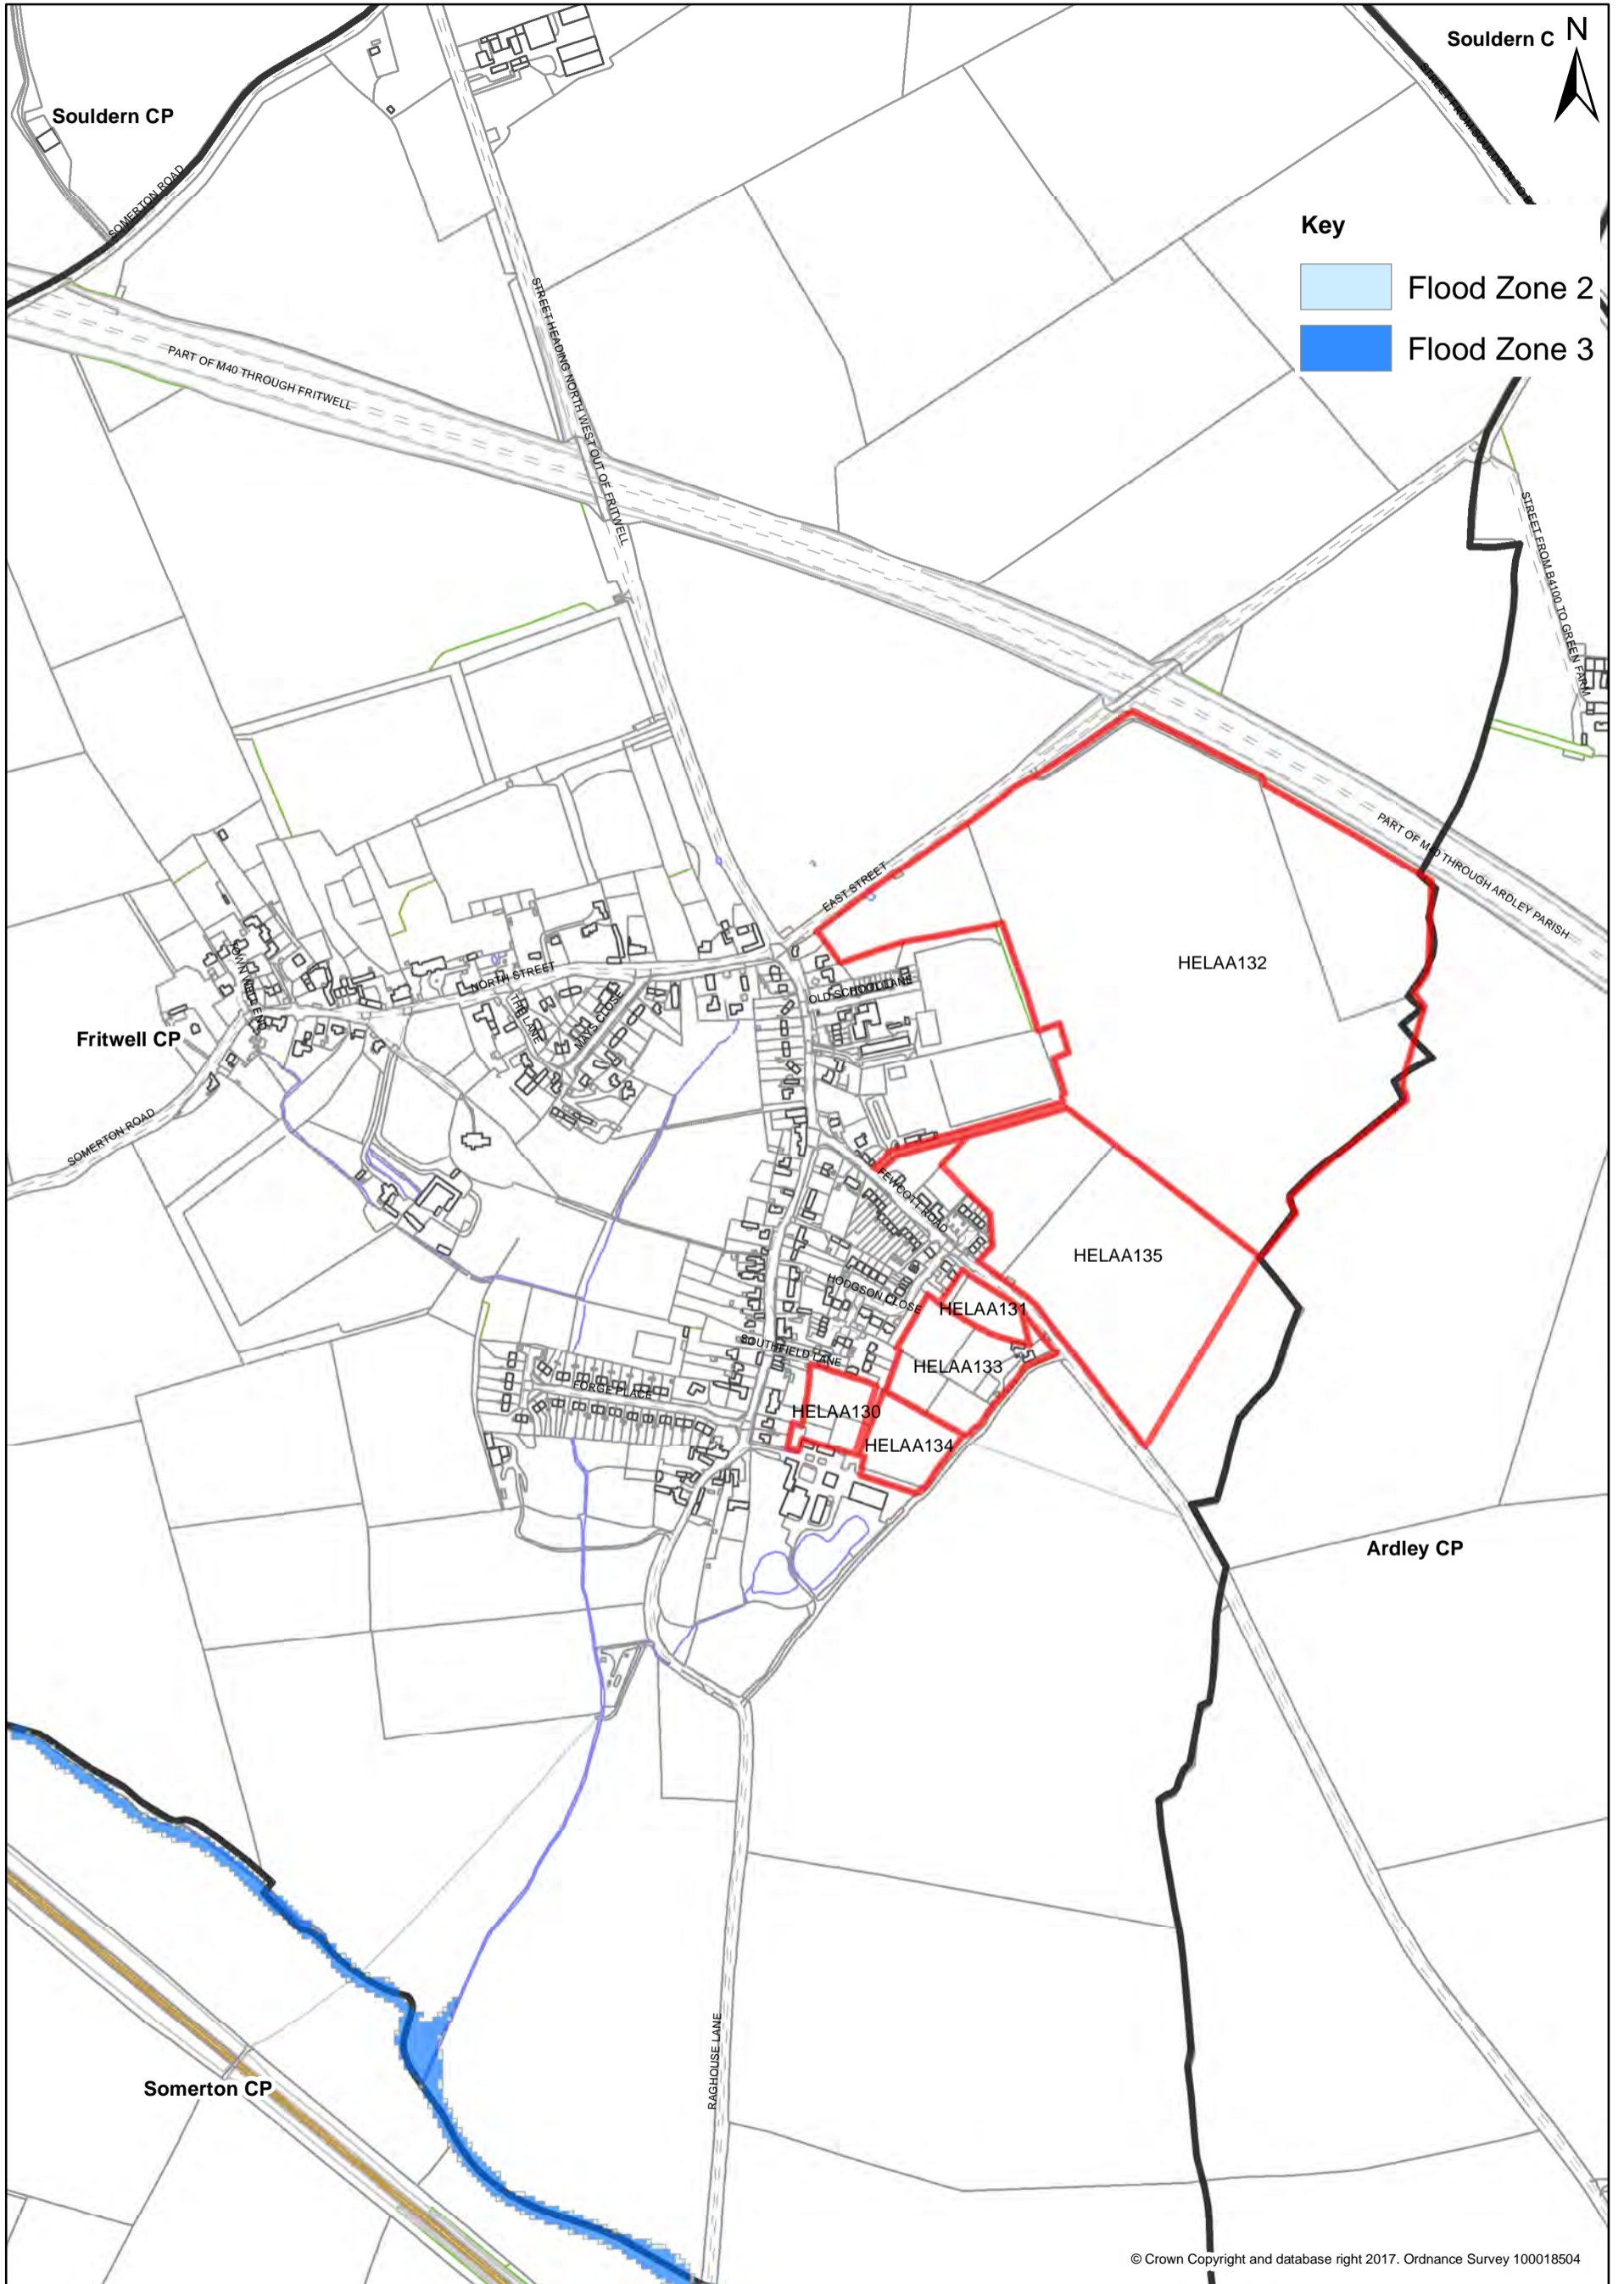 Souldern C
N
Souldern CP
SOMERTON ROAD
Key
Flood Zone 2
Flood Zone 3
STREET HEADING NORTH WEST OUT OF FRITWELL
PART OF M40 THROUGH FRITWELL
STREET FROM B4100 TO GREEN FARM
PART OF M40 THROUGH ARDLEY PARISH
EAST STREET
HELAA132
NORTH STREET
OLD SCHOOL LANE
THE LANE
MAYS CLOSE
Fritwell CP
SOMERTON ROAD
FEWCOTT ROAD
HELAA135
HODGSON CLOSE
HELAA131
SOUTHFIELD LANE
HELAA133
FORGE PLACE
HELAA130
HELAA134
Ardley CP
RAGHOUSE LANE
Somerton CP
© Crown Copyright and database right 2017. Ordnance Survey 100018504